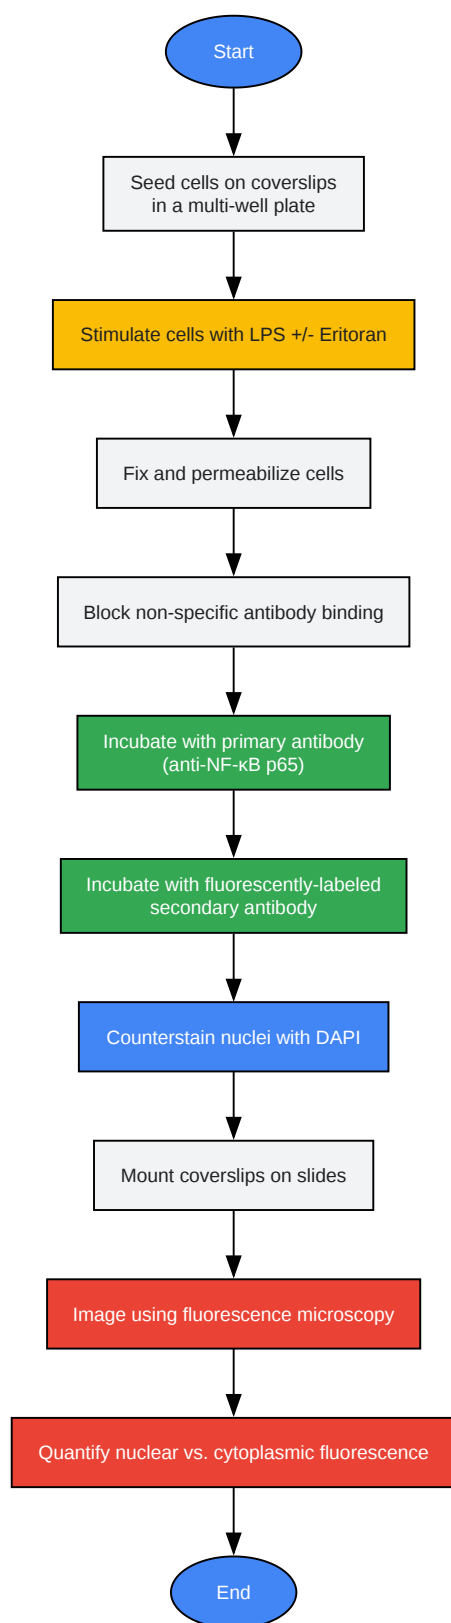 Start
Seed cells on coverslips
in a multi-well plate
Stimulate cells with LPS +/- Eritoran
Fix and permeabilize cells
Block non-specific antibody binding
Incubate with primary antibody
(anti-NF-κB p65)
Incubate with fluorescently-labeled
secondary antibody
Counterstain nuclei with DAPI
Mount coverslips on slides
Image using fluorescence microscopy
Quantify nuclear vs. cytoplasmic fluorescence
End